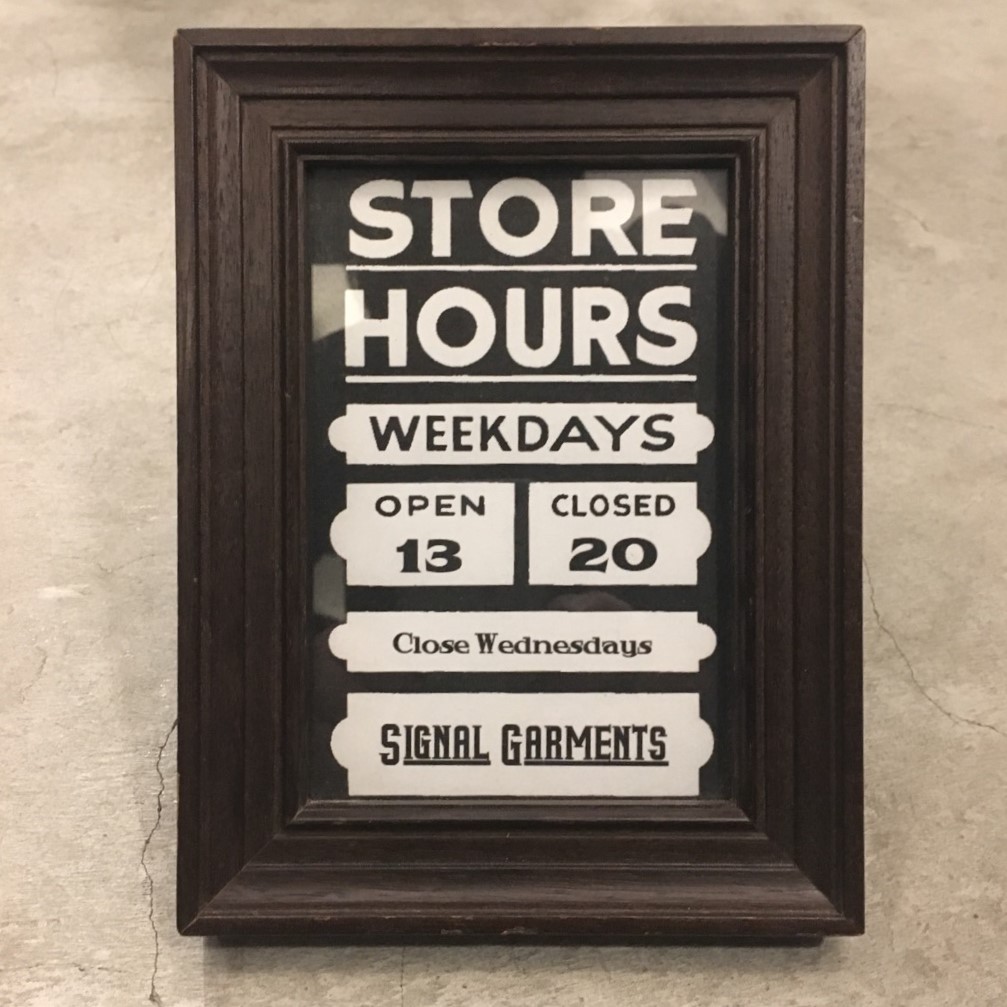 STORE
HOURS
WEEKDAYS
OPEN CLOSED
13 20
Close Wednesdays
SIGNAL GARMENTS